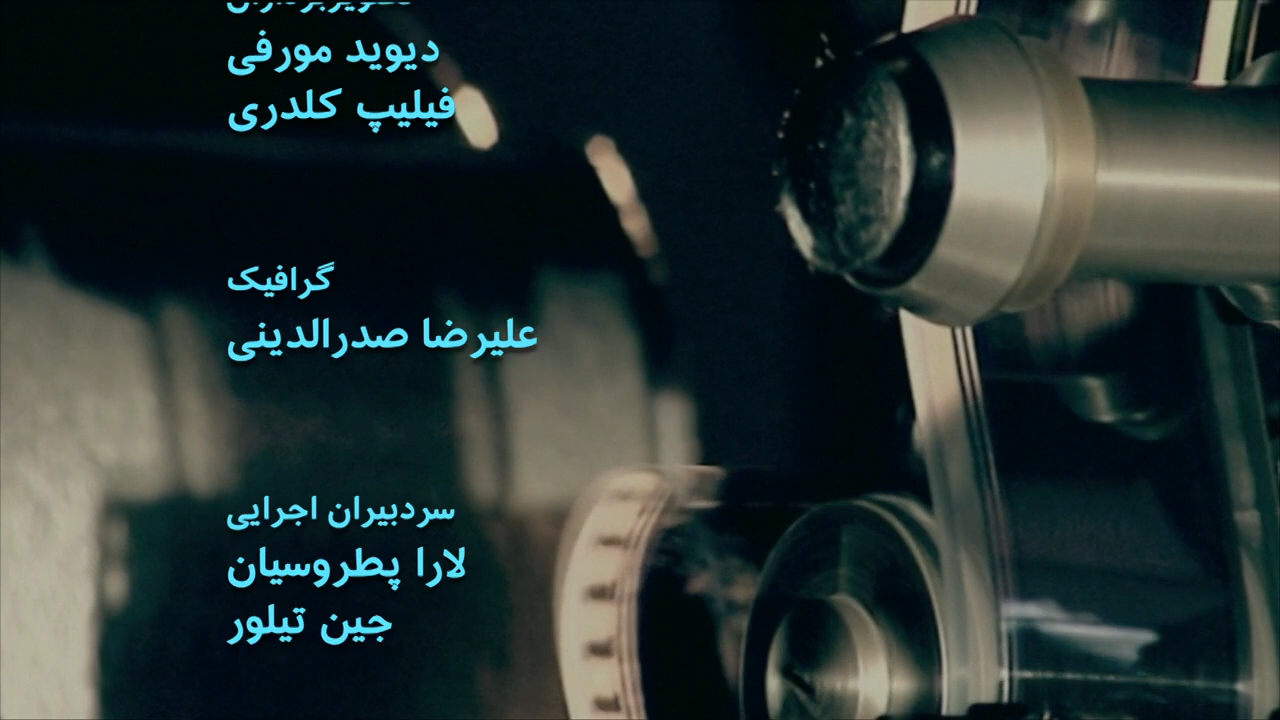 دیوید مورفی
فیلیپ کلدری
گرافیک
علیرضا صدرالدینی
سردبیران اجرایی
لارا پطروسیان
جین تیلور